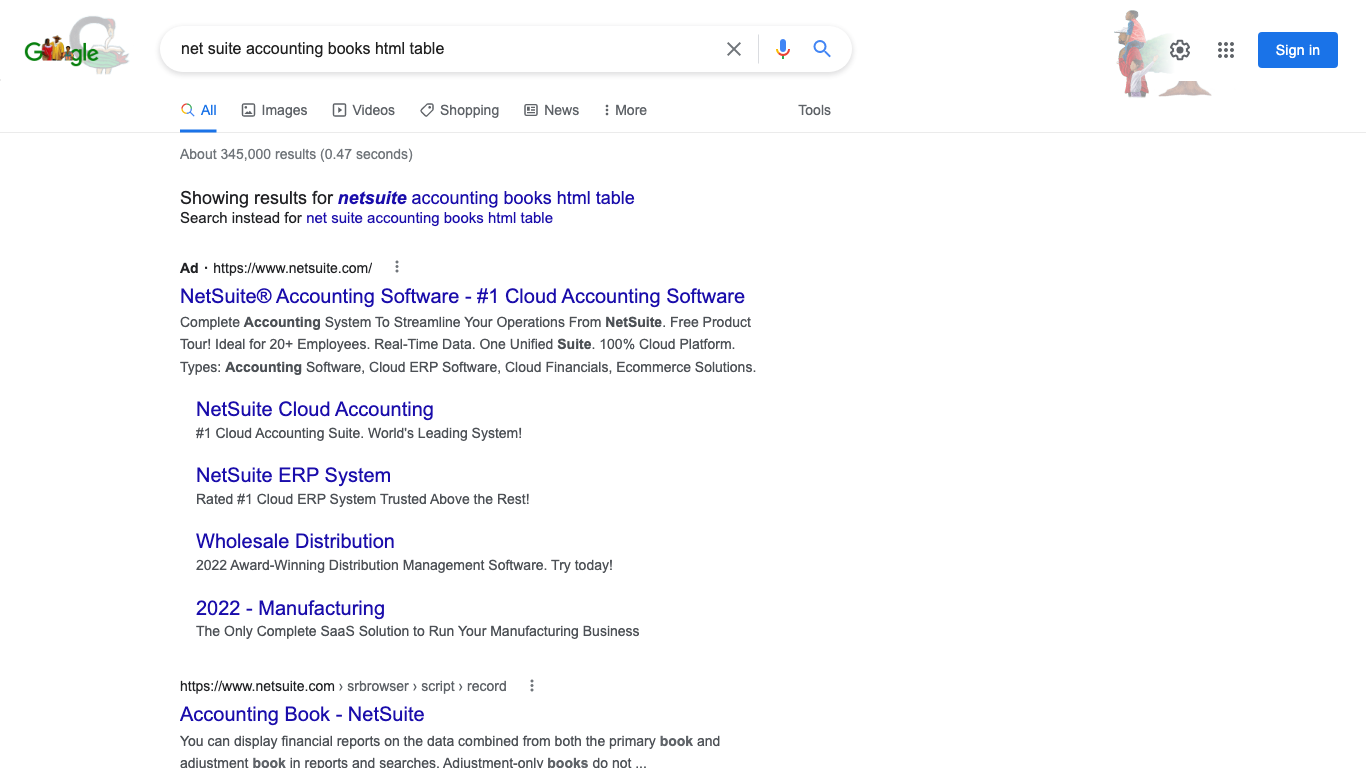 Google
net suite accounting books html table
Sign in
All
Images
Videos
Shopping
News
More
Tools
About 345,000 results (0.47 seconds)
Showing results for netsuite accounting books html table
Search instead for net suite accounting books html table
Ad · https://www.netsuite.com/
NetSuite® Accounting Software - #1 Cloud Accounting Software
Complete Accounting System To Streamline Your Operations From NetSuite. Free Product
Tour! Ideal for 20+ Employees. Real-Time Data. One Unified Suite. 100% Cloud Platform.
Types: Accounting Software, Cloud ERP Software, Cloud Financials, Ecommerce Solutions.
NetSuite Cloud Accounting
#1 Cloud Accounting Suite. World's Leading System!
NetSuite ERP System
Rated #1 Cloud ERP System Trusted Above the Rest!
Wholesale Distribution
2022 Award-Winning Distribution Management Software. Try today!
2022 - Manufacturing
The Only Complete SaaS Solution to Run Your Manufacturing Business
https://www.netsuite.com › srbrowser › script › record
Accounting Book - NetSuite
You can display financial reports on the data combined from both the primary book and
adjustment book in reports and searches. Adjustment-only books do not ...